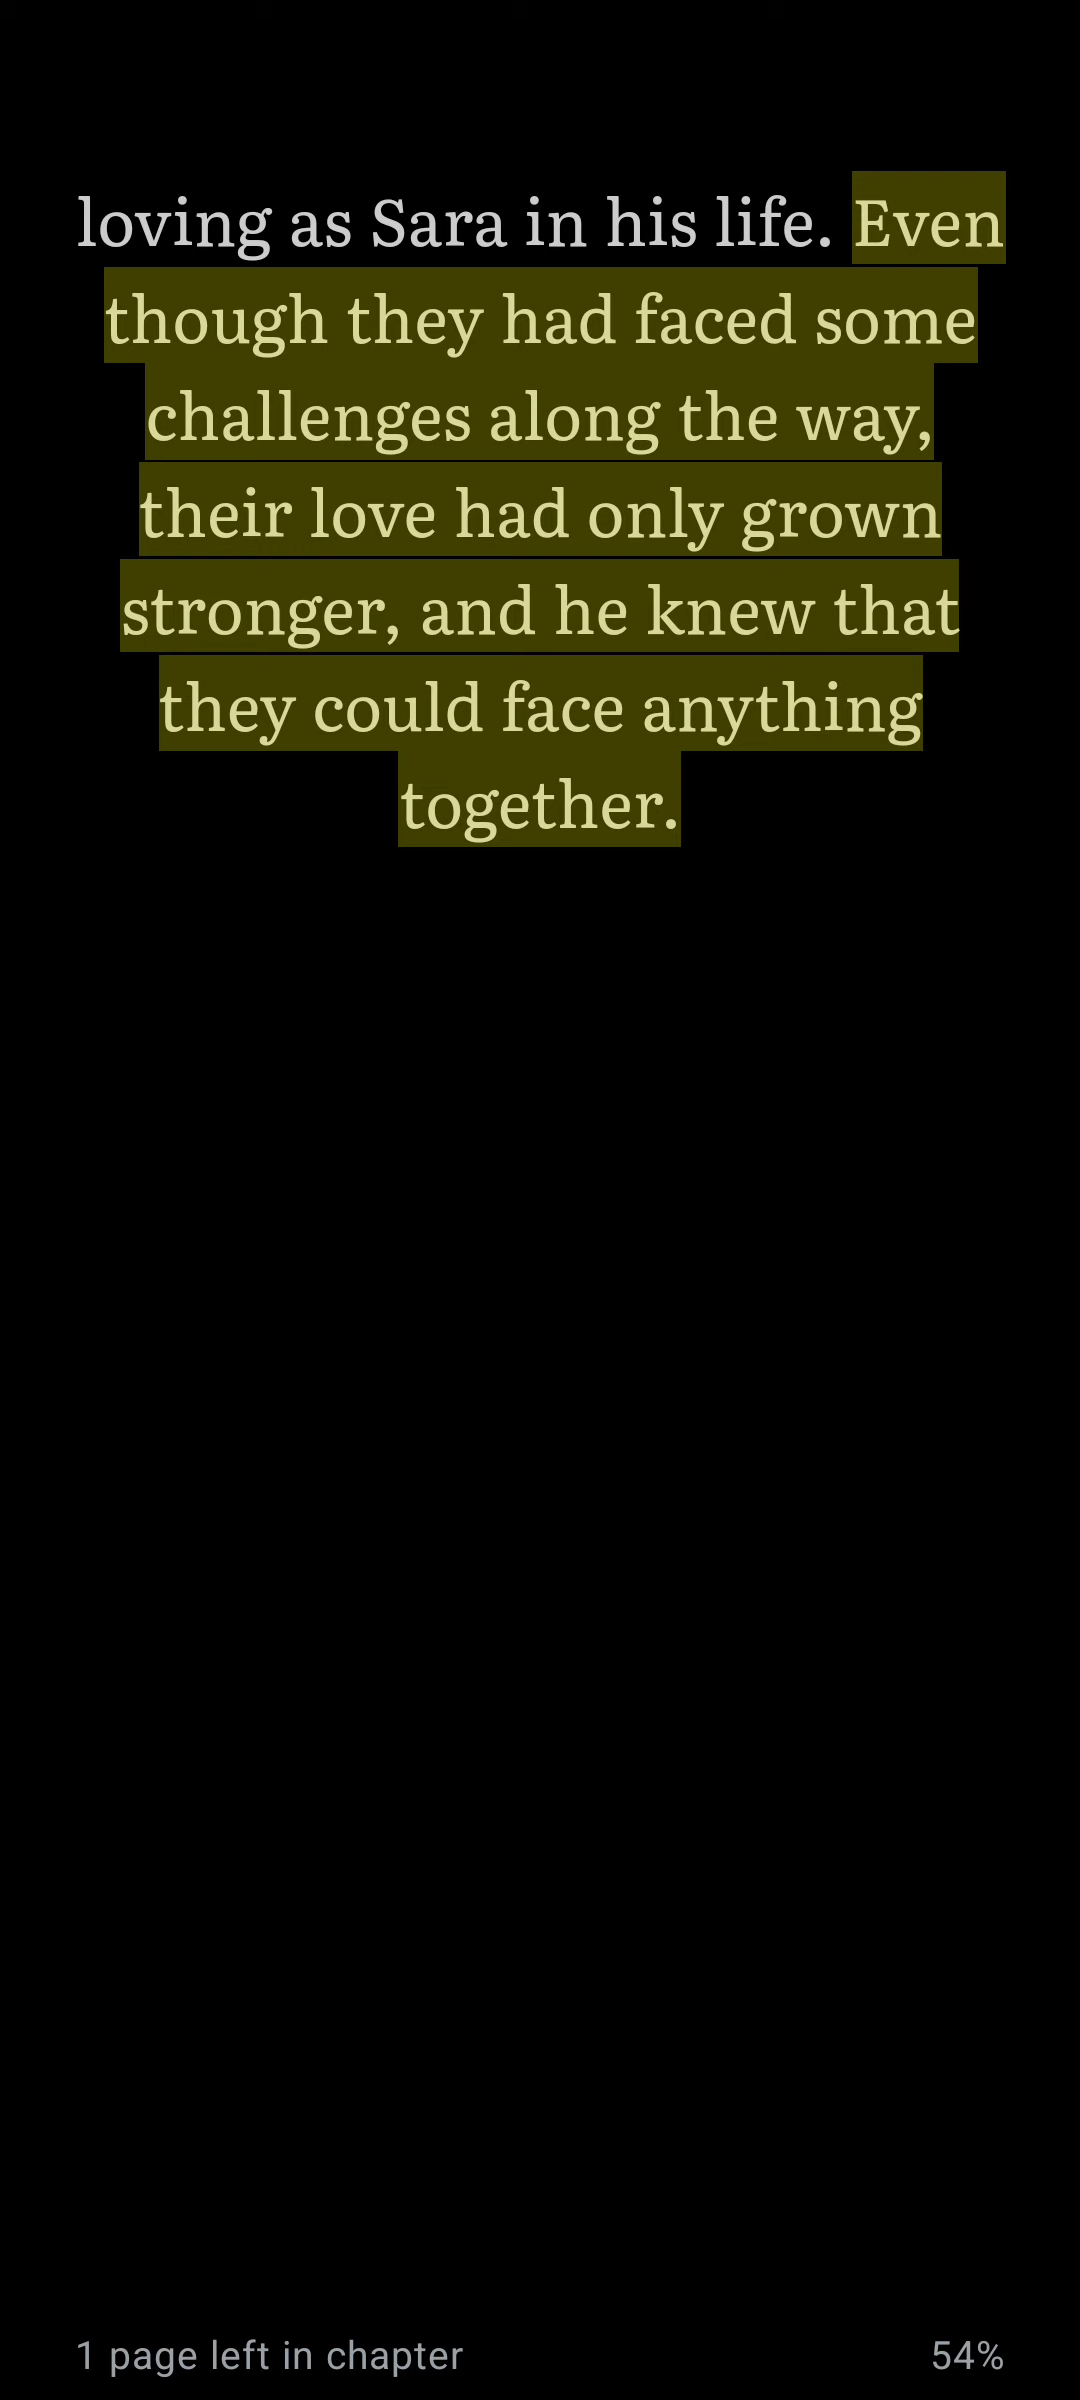 loving as Sara in his life. Even
though they had faced some
challenges along the way,
their love had only grown
stronger, and he knew that
they could face anything
together.
1 page left in chapter 54%